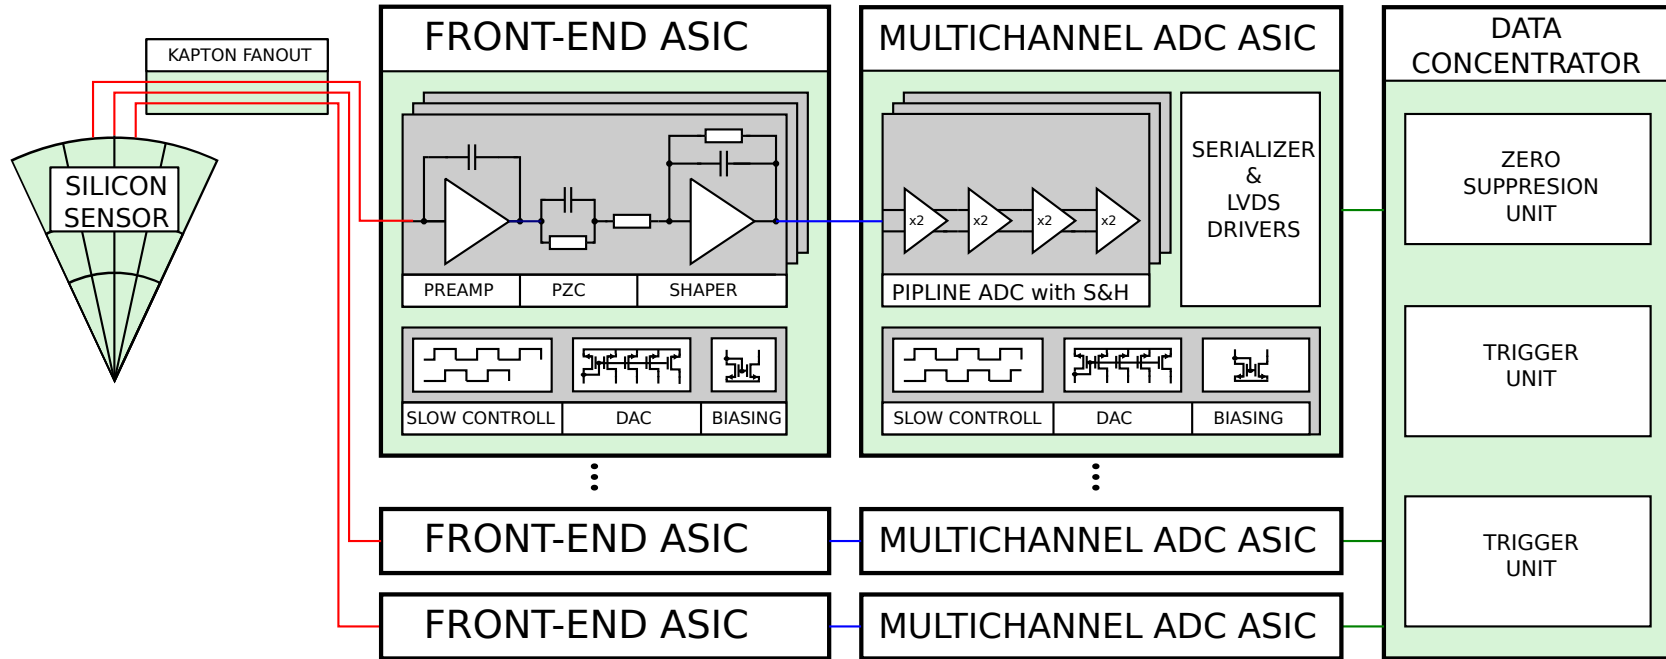 KAPTON FANOUT
SILICON
SENSOR
FRONT-END ASIC
PREAMP
PZC
SHAPER
SLOW CONTROLL
DAC
BIASING
MULTICHANNEL ADC ASIC
x2
x2
x2
x2
PIPLINE ADC with S&H
SERIALIZER
&
LVDS
DRIVERS
SLOW CONTROLL
DAC
BIASING
DATA
CONCENTRATOR
ZERO
SUPPRESION
UNIT
TRIGGER
UNIT
TRIGGER
UNIT
FRONT-END ASIC
MULTICHANNEL ADC ASIC
FRONT-END ASIC
MULTICHANNEL ADC ASIC